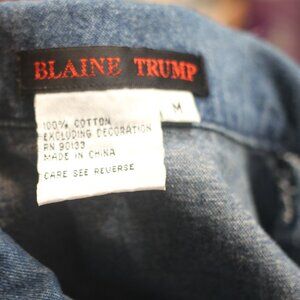 BLAINE TRUMP
M
100% COTTON
EXCLUDING DECORATION
RN 90133
MADE IN CHINA
CARE SEE REVERSE